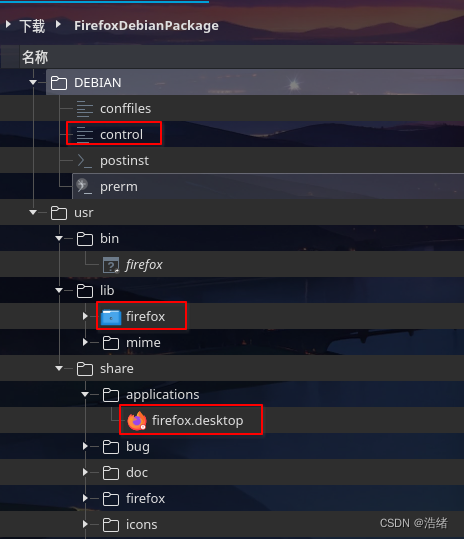 下载 FirefoxDebianPackage
名称
DEBIAN
conffiles
control
postinst
prerm
usr
bin
firefox
lib
firefox
mime
share
applications
firefox.desktop
bug
doc
firefox
icons
CSDN @浩绪